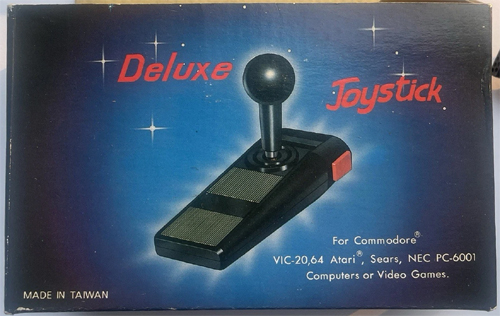 Deluxe
Joystick
For Commodore®
VIC-20,64 Atari®, Sears, NEC PC-6001
Computers or Video Games.
MADE IN TAIWAN